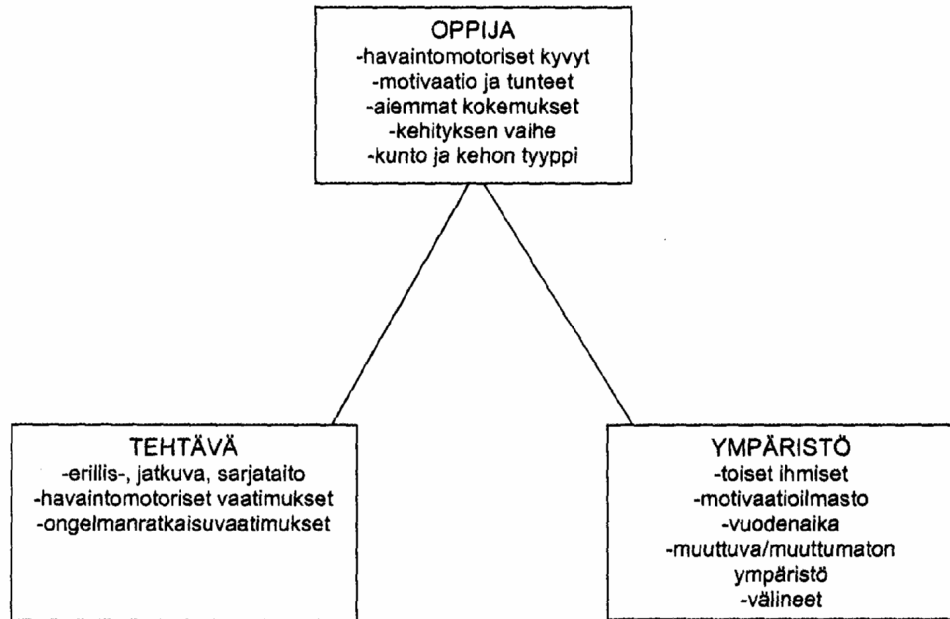 OPPIJA
-havaintomotoriset kyvyt
-motivaatio ja tunteet
-aiemmat kokemukset
-kehityksen vaihe
-kunto ja kehon tyyppi
TEHTÄVÄ
-erillis-, jatkuva, sarjataito
-havaintomotoriset vaatimukset
-ongelmanratkaisuvaatimukset
YMPÄRISTÖ
-toiset ihmiset
-motivaatioilmasto
-vuodenaika
-muuttuva/muuttumaton
ympäristö
-välineet